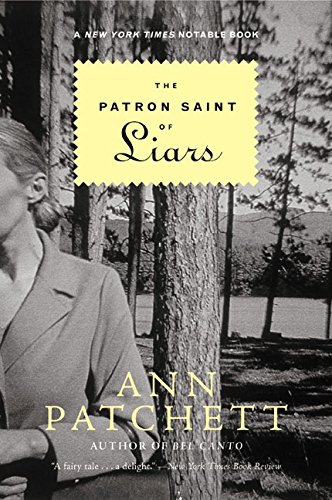 A NEW YORK TIMES NOTABLE BOOK
THE
PATRON SAINT
OF
Liars
ANN
PATCHETT
AUTHOR OF BEL CANTO
"A fairy tale . . . a delight." – New York Times Book Review